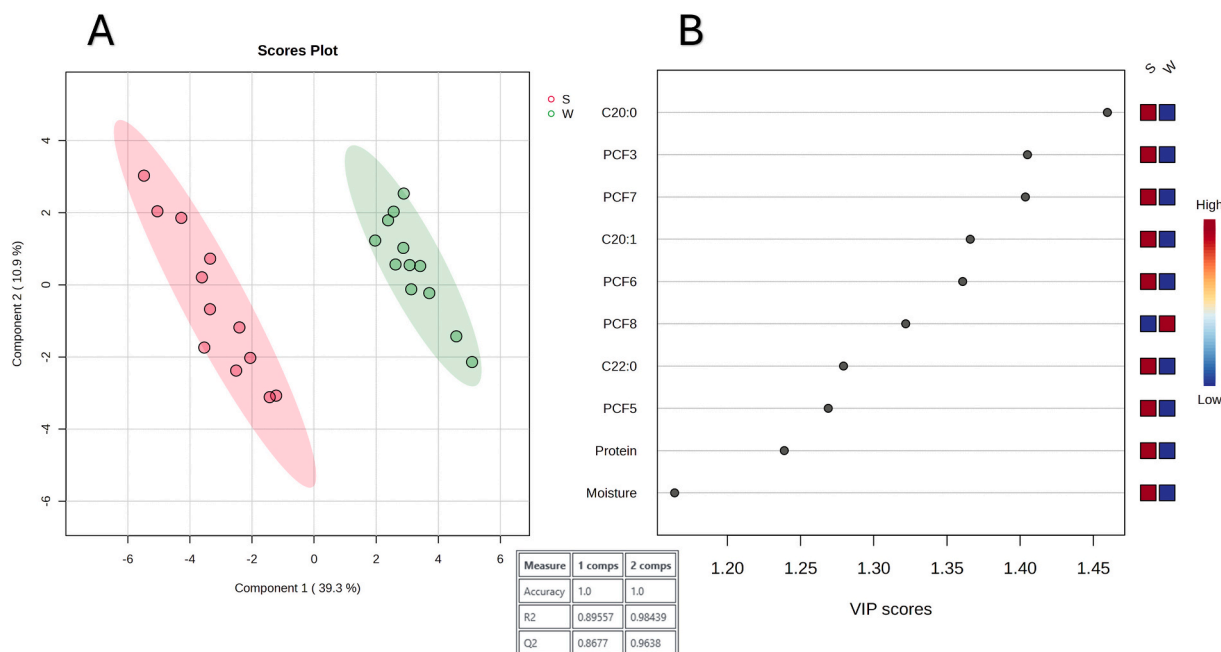 A
Scores Plot
S
W
4
2
0
-2
-4
-6
Component 2 ( 10.9 %)
-6 -4 -2 0 2 4 6
Component 1 ( 39.3 %)
Measure 1 comps 2 comps
Accuracy 1.0 1.0
R2 0.89557 0.98439
Q2 0.8677 0.9638
B
S W
C20:0
PCF3
PCF7
C20:1
PCF6
PCF8
C22:0
PCF5
Protein
Moisture
1.20 1.25 1.30 1.35 1.40 1.45
VIP scores
High
Low